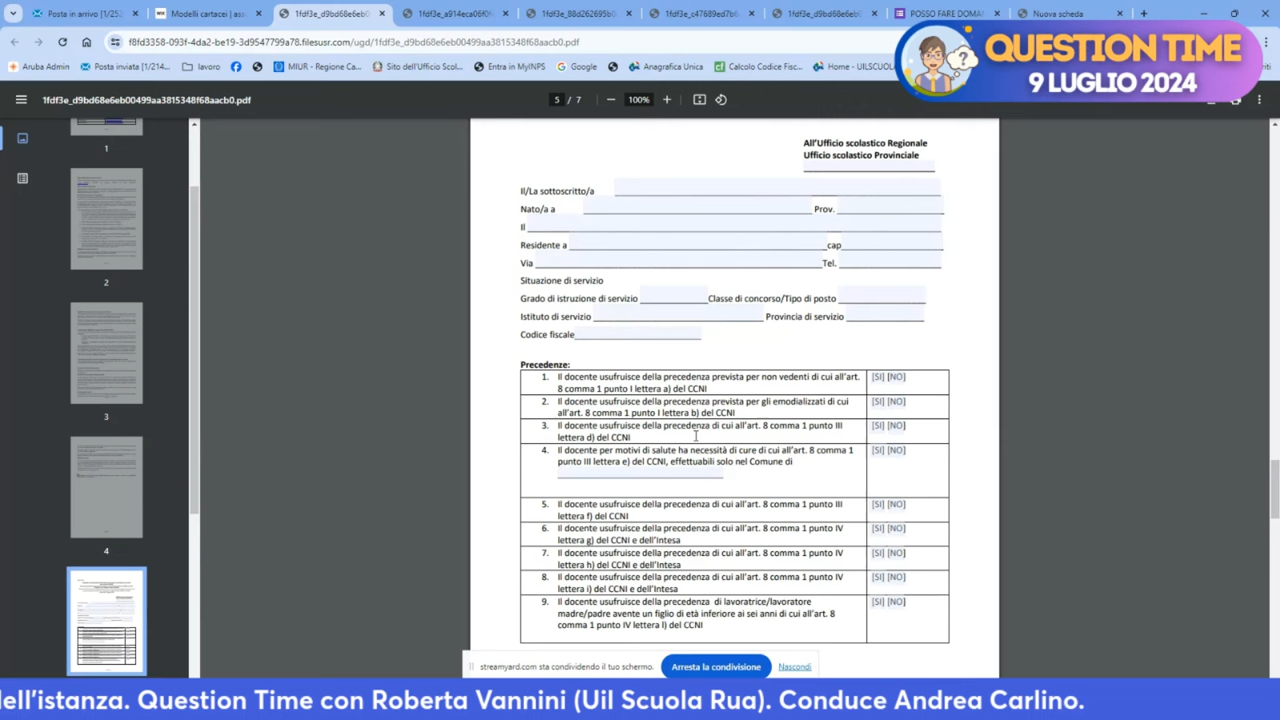 Posta in arrivo [1/252
Modelli cartacei | asso
1fdf3e_d9bd68e6eb0
1fdf3e_a914eca06f0f
1fdf3e_88d262695b0
1fdf3e_c47689ed7b6
1fdf3e_d9bd68e6eb0
POSSO FARE DOMAN
Nuova scheda
f8fd3358-093f-4da2-be19-3d9547799a78.filesusr.com/ugd/1fdf3e_d9bd68e6eb00499aa3815348f68aacb0.pdf
Aruba Admin
Posta inviata [1/214...
lavoro
MIUR - Regione Ca...
Sito dell'Ufficio Scol...
Entra in MyINPS
Google
Anagrafica Unica
Calcolo Codice Fisc...
Home - UILSCUOLA
QUESTION TIME
9 LUGLIO 2024
1fdf3e_d9bd68e6eb00499aa3815348f68aacb0.pdf
5 / 7
100%
1
2
3
4
All'Ufficio scolastico Regionale
Ufficio scolastico Provinciale
Il/La sottoscritto/a
Nato/a a Prov.
Il
Residente a cap
Via Tel.
Situazione di servizio
Grado di istruzione di servizio Classe di concorso/Tipo di posto
Istituto di servizio Provincia di servizio
Codice fiscale
Precedenze:
1. Il docente usufruisce della precedenza prevista per non vedenti di cui all'art. [SI] [NO]
8 comma 1 punto I lettera a) del CCNI
2. Il docente usufruisce della precedenza prevista per gli emodializzati di cui [SI] [NO]
all'art. 8 comma 1 punto I lettera b) del CCNI
3. Il docente usufruisce della precedenza di cui all'art. 8 comma 1 punto III [SI] [NO]
lettera d) del CCNI
4. Il docente per motivi di salute ha necessità di cure di cui all'art. 8 comma 1 [SI] [NO]
punto III lettera e) del CCNI, effettuabili solo nel Comune di
5. Il docente usufruisce della precedenza di cui all'art. 8 comma 1 punto III [SI] [NO]
lettera f) del CCNI
6. Il docente usufruisce della precedenza di cui all'art. 8 comma 1 punto IV [SI] [NO]
lettera g) del CCNI e dell'Intesa
7. Il docente usufruisce della precedenza di cui all'art. 8 comma 1 punto IV [SI] [NO]
lettera h) del CCNI e dell'Intesa
8. Il docente usufruisce della precedenza di cui all'art. 8 comma 1 punto IV [SI] [NO]
lettera i) del CCNI e dell'Intesa
9. Il docente usufruisce della precedenza di lavoratrice/lavoratore [SI] [NO]
madre/padre avente un figlio di età inferiore ai sei anni di cui all'art. 8
comma 1 punto IV lettera l) del CCNI
streamyard.com sta condividendo il tuo schermo.
Arresta la condivisione
Nascondi
dell'istanza. Question Time con Roberta Vannini (Uil Scuola Rua). Conduce Andrea Carlino.